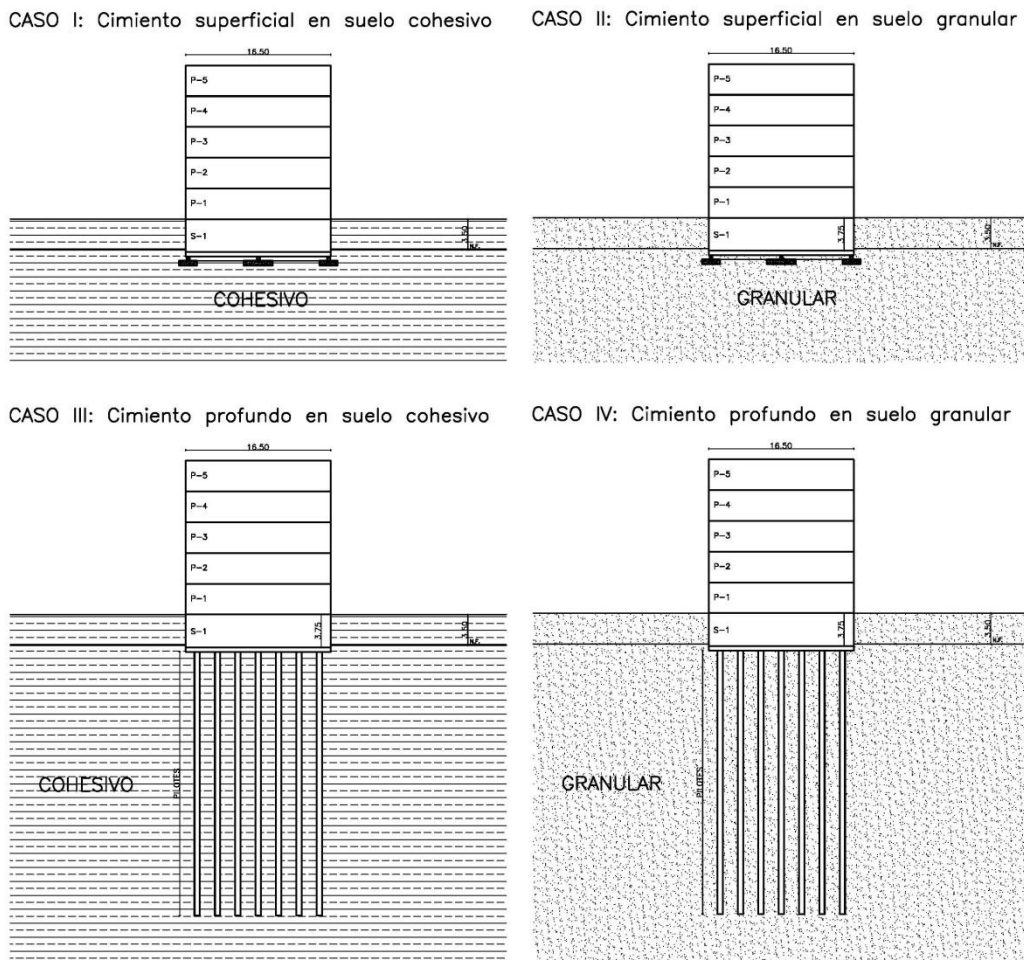 CASO I: Cimiento superficial en suelo cohesivo
16.50
P-5
P-4
P-3
P-2
P-1
S-1
3.50
N.F.
COHESIVO
CASO II: Cimiento superficial en suelo granular
16.50
P-5
P-4
P-3
P-2
P-1
S-1
3.75
3.50
N.F.
GRANULAR
CASO III: Cimiento profundo en suelo cohesivo
16.50
P-5
P-4
P-3
P-2
P-1
S-1
3.75
3.50
N.F.
PILOTES
COHESIVO
CASO IV: Cimiento profundo en suelo granular
16.50
P-5
P-4
P-3
P-2
P-1
S-1
3.75
3.50
N.F.
PILOTES
GRANULAR